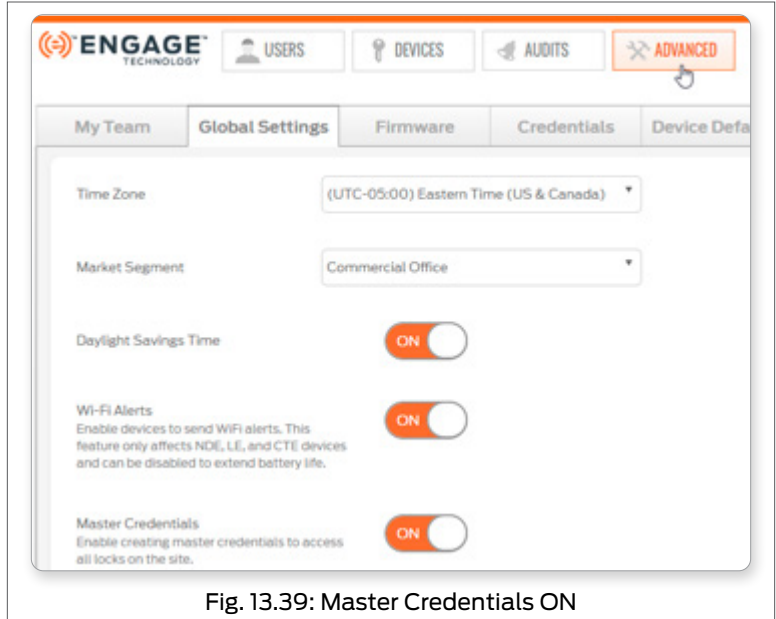 ENGAGE™
TECHNOLOGY
USERS
DEVICES
AUDITS
ADVANCED
My Team
Global Settings
Firmware
Credentials
Device Defa
Time Zone
(UTC-05:00) Eastern Time (US & Canada)
Market Segment
Commercial Office
Daylight Savings Time
ON
Wi-Fi Alerts
Enable devices to send WiFi alerts. This
feature only affects NDE, LE, and CTE devices
and can be disabled to extend battery life.
ON
Master Credentials
Enable creating master credentials to access
all locks on the site.
ON
Fig. 13.39: Master Credentials ON